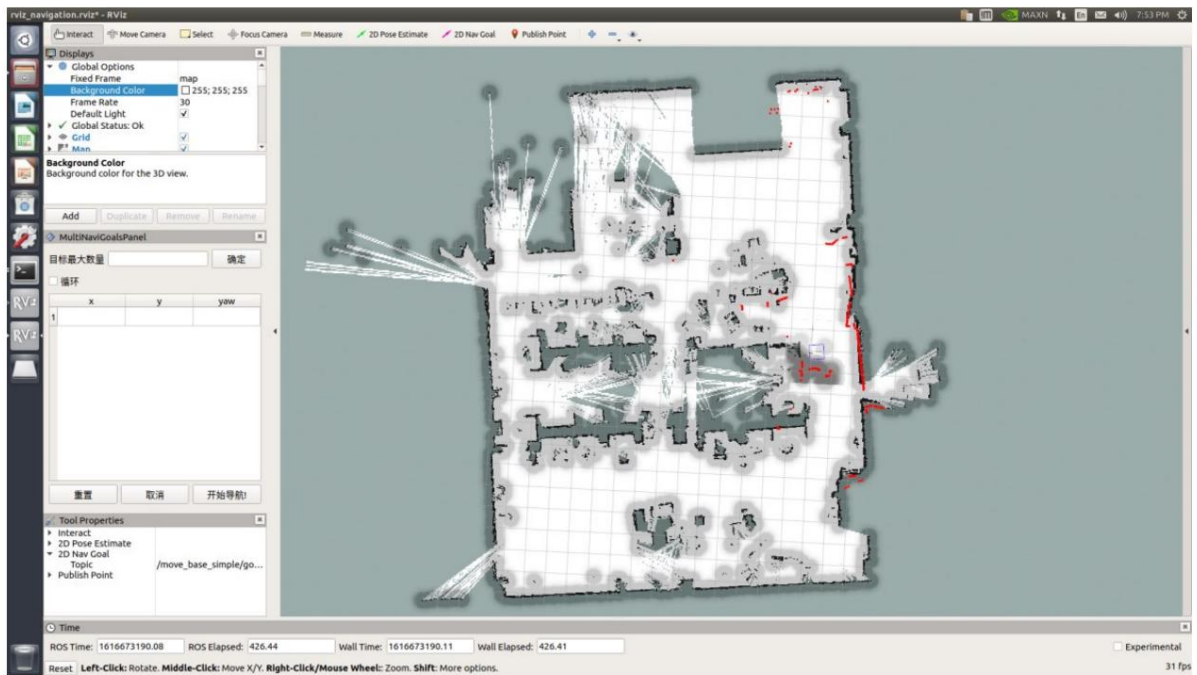 rviz_navigation.rviz* - RViz
MAXN En 7:53 PM
Interact Move Camera Select Focus Camera Measure 2D Pose Estimate 2D Nav Goal Publish Point
Displays
Global Options
Fixed Frame map
Background Color 255; 255; 255
Frame Rate 30
Default Light ✓
✓ Global Status: Ok
Grid ✓
Map ✓
Background Color
Background color for the 3D view.
Add Duplicate Remove Rename
MultiNaviGoalsPanel
目标最大数量 确定
循环
x y yaw
1
重置 取消 开始导航!
Tool Properties
Interact
2D Pose Estimate
2D Nav Goal
Topic /move_base_simple/go...
Publish Point
RViz
RViz
Time
ROS Time: 1616673190.08 ROS Elapsed: 426.44 Wall Time: 1616673190.11 Wall Elapsed: 426.41 Experimental
Reset Left-Click: Rotate. Middle-Click: Move X/Y. Right-Click/Mouse Wheel: Zoom. Shift: More options. 31 fps